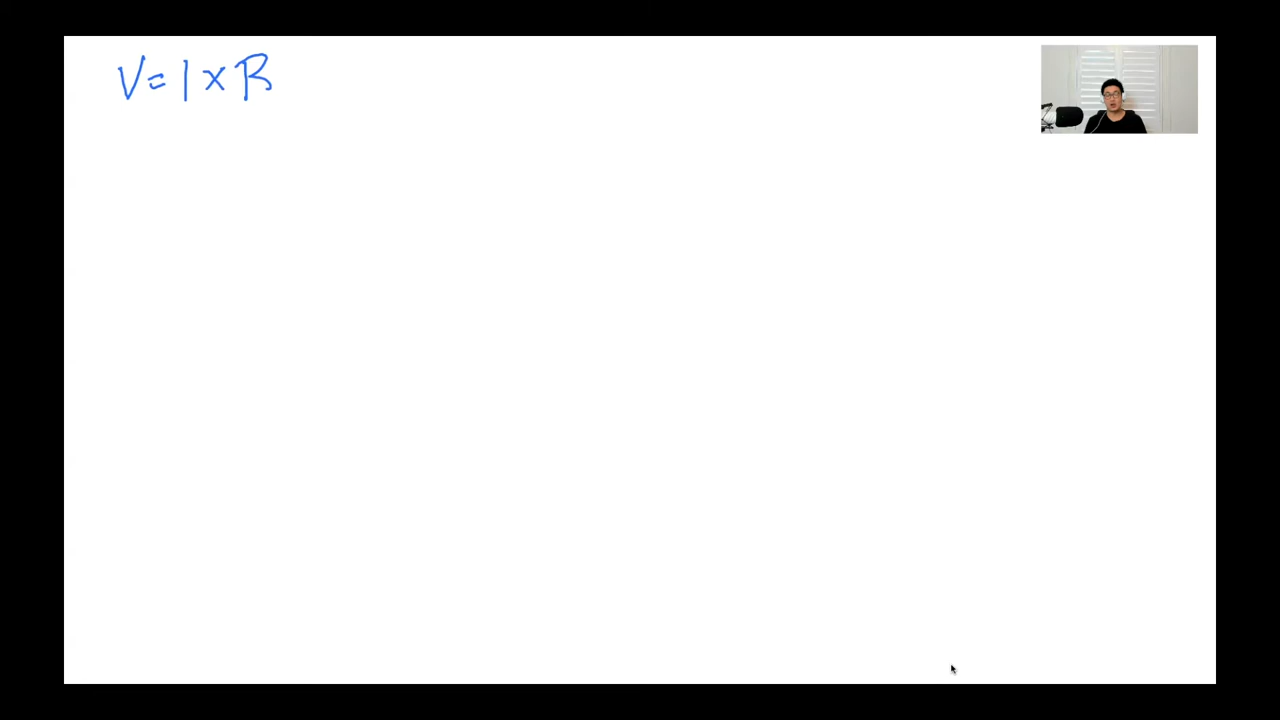 V = I × R